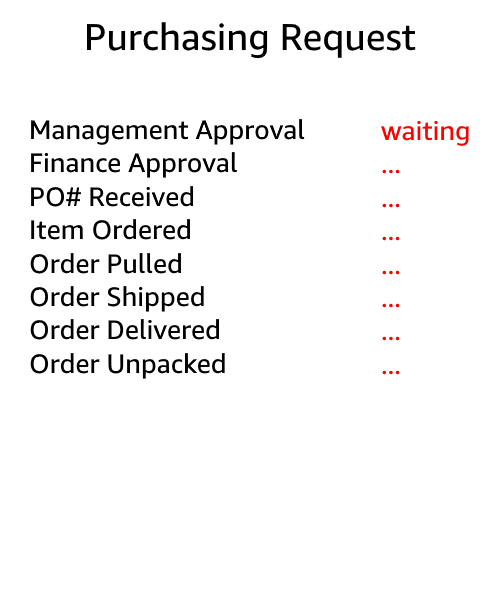 Purchasing Request
Management Approval waiting
Finance Approval ...
PO# Received ...
Item Ordered ...
Order Pulled ...
Order Shipped ...
Order Delivered ...
Order Unpacked ...